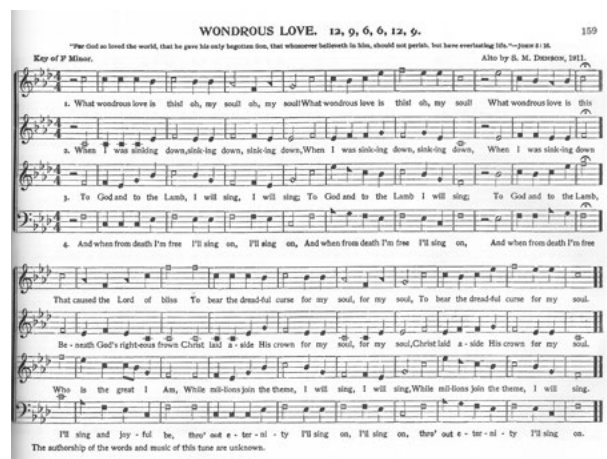 WONDROUS LOVE. 12, 9, 6, 6, 12, 9. 159
"For God so loved the world, that he gave his only begotten Son, that whosoever believeth in him, should not perish, but have everlasting life."—JOHN 3: 16.
Key of F Minor. Alto by S. M. DENSON, 1911.
1. What wondrous love is this! oh, my soul! oh, my soul! What wondrous love is this! oh, my soul! What wondrous love is this
2. When I was sinking down, sink-ing down, sink-ing down, When I was sink-ing down, sink-ing down, When I was sink-ing down
3. To God and to the Lamb, I will sing, I will sing; To God and to the Lamb I will sing; To God and to the Lamb,
4. And when from death I'm free I'll sing on, I'll sing on, And when from death I'm free I'll sing on, And when from death I'm free
That caused the Lord of bliss To bear the dread-ful curse for my soul, for my soul, To bear the dread-ful curse for my soul.
Be - neath God's right-eous frown Christ laid a - side His crown for my soul, for my soul, Christ laid a - side His crown for my soul.
Who is the great I Am, While mil-lions join the theme, I will sing, I will sing, While mil-lions join the theme, I will sing.
I'll sing and joy - ful be, thro' out e - ter - ni - ty I'll sing on, I'll sing on, thro' out e - ter - ni - ty I'll sing on.
The authorship of the words and music of this tune are unknown.